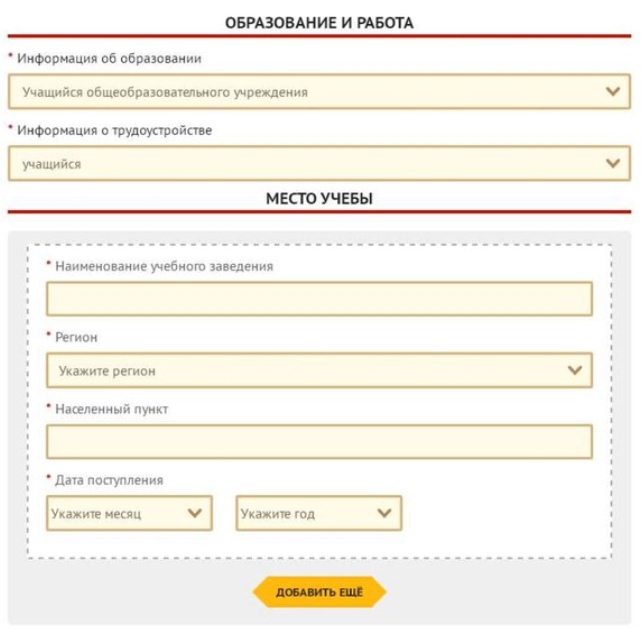 ОБРАЗОВАНИЕ И РАБОТА
* Информация об образовании
Учащийся общеобразовательного учреждения
* Информация о трудоустройстве
учащийся
МЕСТО УЧЕБЫ
* Наименование учебного заведения
* Регион
Укажите регион
* Населенный пункт
* Дата поступления
Укажите месяц Укажите год
ДОБАВИТЬ ЕЩЁ